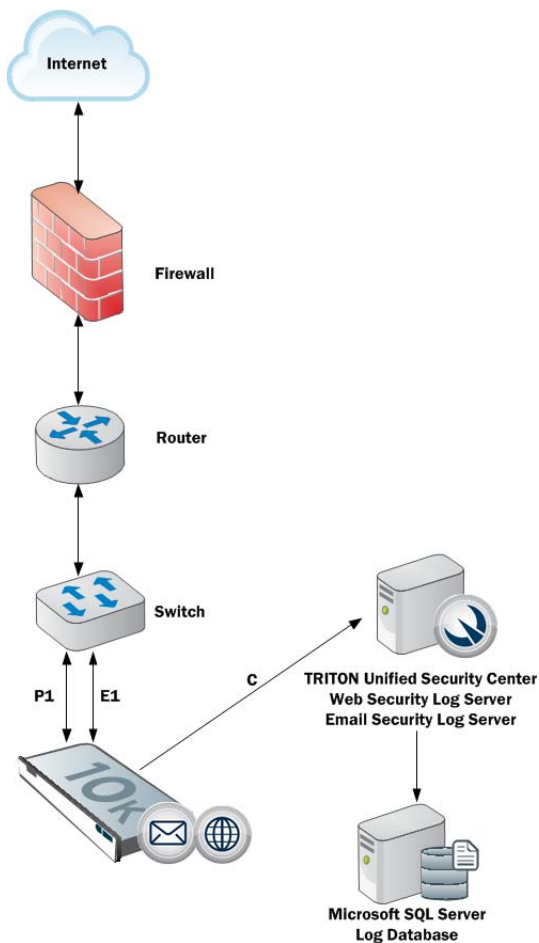 Internet
Firewall
Router
Switch
P1
E1
C
TRITON Unified Security Center
Web Security Log Server
Email Security Log Server
10K
Microsoft SQL Server
Log Database